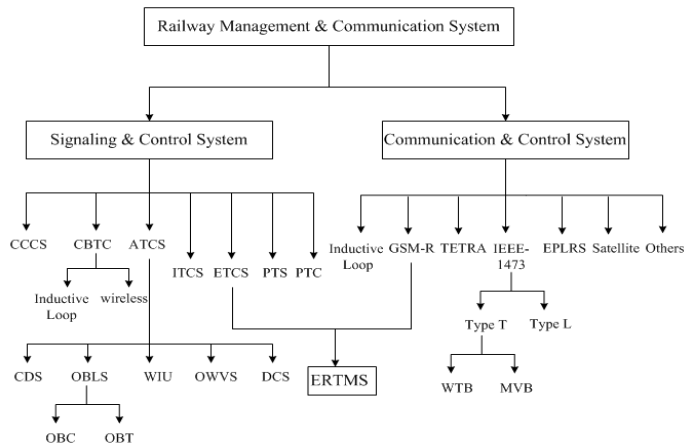 Railway Management & Communication System
Signaling & Control System
Communication & Control System
CCCS
CBTC
ATCS
ITCS
ETCS
PTS
PTC
Inductive
Loop
GSM-R
TETRA
IEEE-
1473
EPLRS
Satellite
Others
Inductive
Loop
wireless
Type T
Type L
CDS
OBLS
WIU
OWVS
DCS
ERTMS
WTB
MVB
OBC
OBT